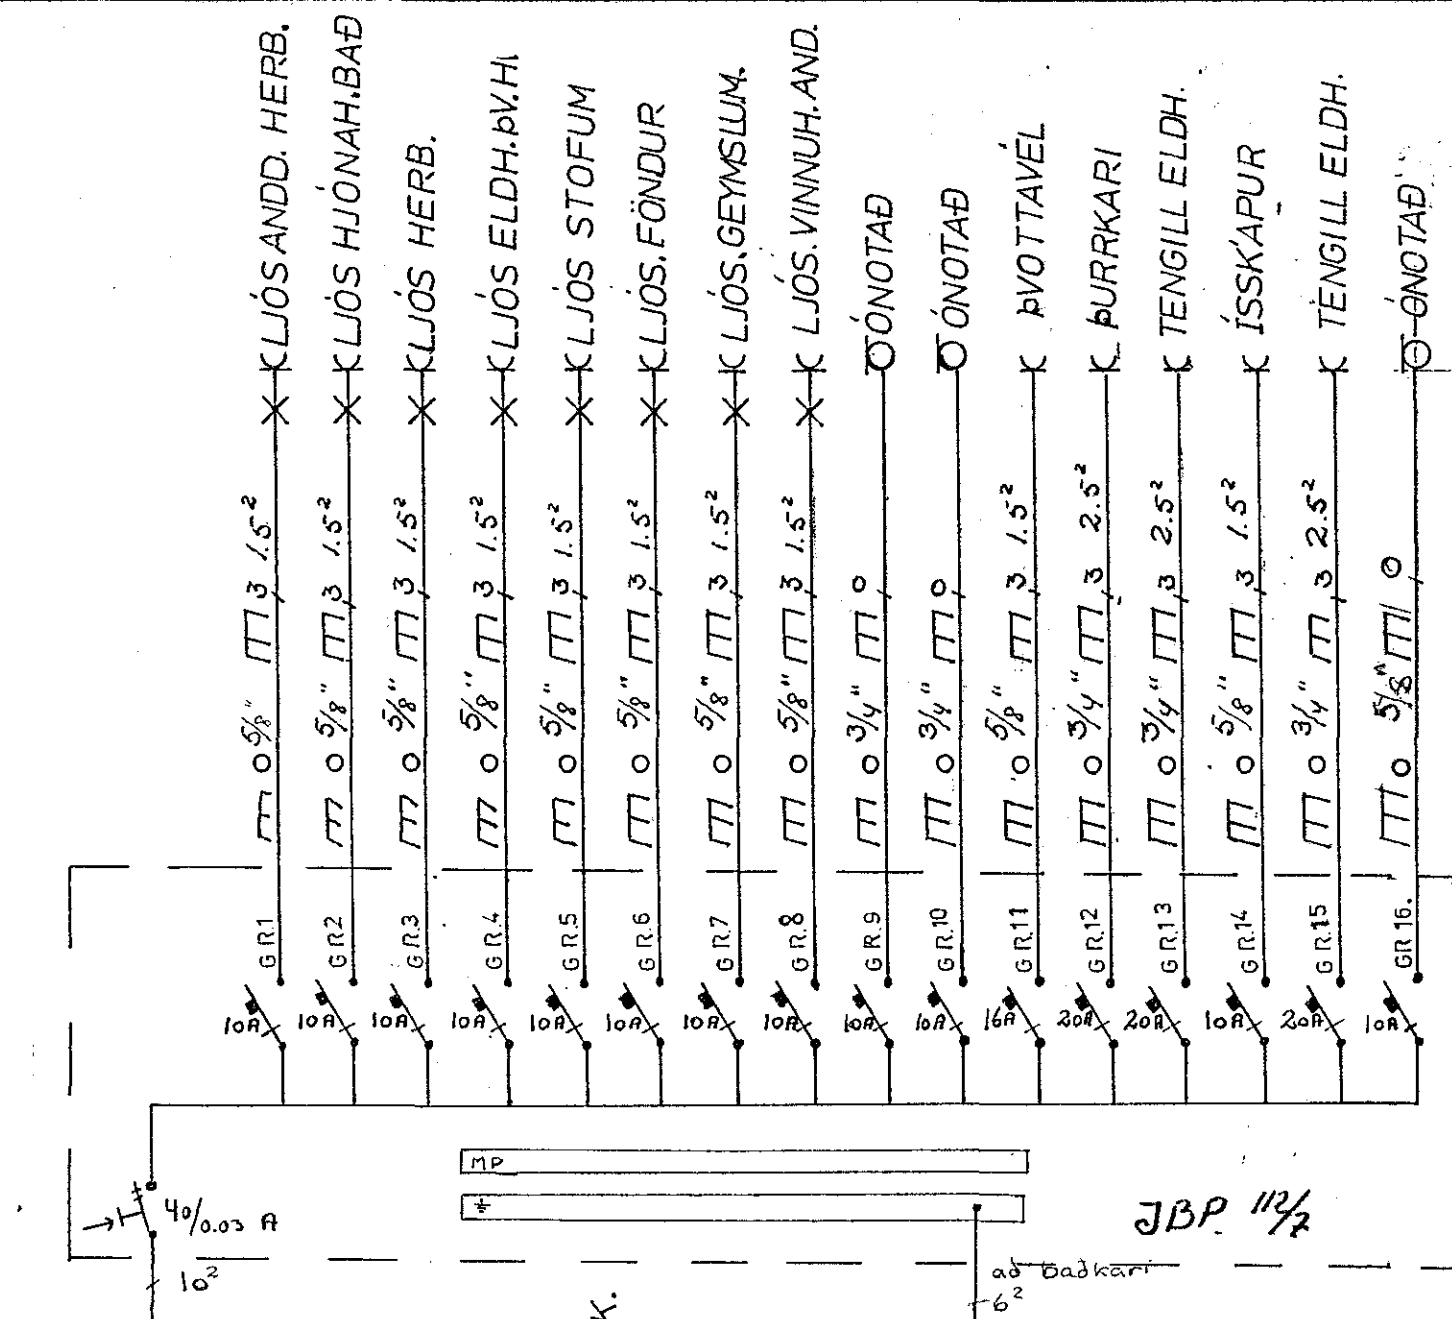 LJÓS ANDD. HERB.
LJÓS HJÓNAH.BAÐ
LJÓS HERB.
LJÓS ELDH.ÞV.H.
LJÓS STOFUM
LJÓS.FÖNDUR
LJÓS.GEYMSLUM.
LJÓS.VINNUH.AND.
ÓNOTAÐ
ÓNOTAÐ
ÞVOTTAVÉL
ÞURRKARI
TENGILL ELDH.
ÍSSKÁPUR
TENGILL ELDH.
ÓNOTAÐ
m o 5/8" m 3 1.5²
m o 5/8" m 3 1.5²
m o 5/8" m 3 1.5²
m o 5/8" m 3 1.5²
m o 5/8" m 3 1.5²
m o 5/8" m 3 1.5²
m o 5/8" m 3 1.5²
m o 5/8" m 3 1.5²
m o 3/4" m o
m o 3/4" m o
m o 5/8" m 3 1.5²
m o 3/4" m 3 2.5²
m o 3/4" m 3 2.5²
m o 5/8" m 3 1.5²
m o 3/4" m 3 2.5²
m o 5/8" m o
GR.1
GR.2
GR.3
GR.4
GR.5
GR.6
GR.7
GR.8
GR.9
GR.10
GR.11
GR.12
GR.13
GR.14
GR.15
GR 16.
10A
10A
10A
10A
10A
10A
10A
10A
10A
10A
16A
20A
20A
10A
20A
10A
MP
40/0.03 A
JBP. 112/7
10²
að baðkari
6²
K.